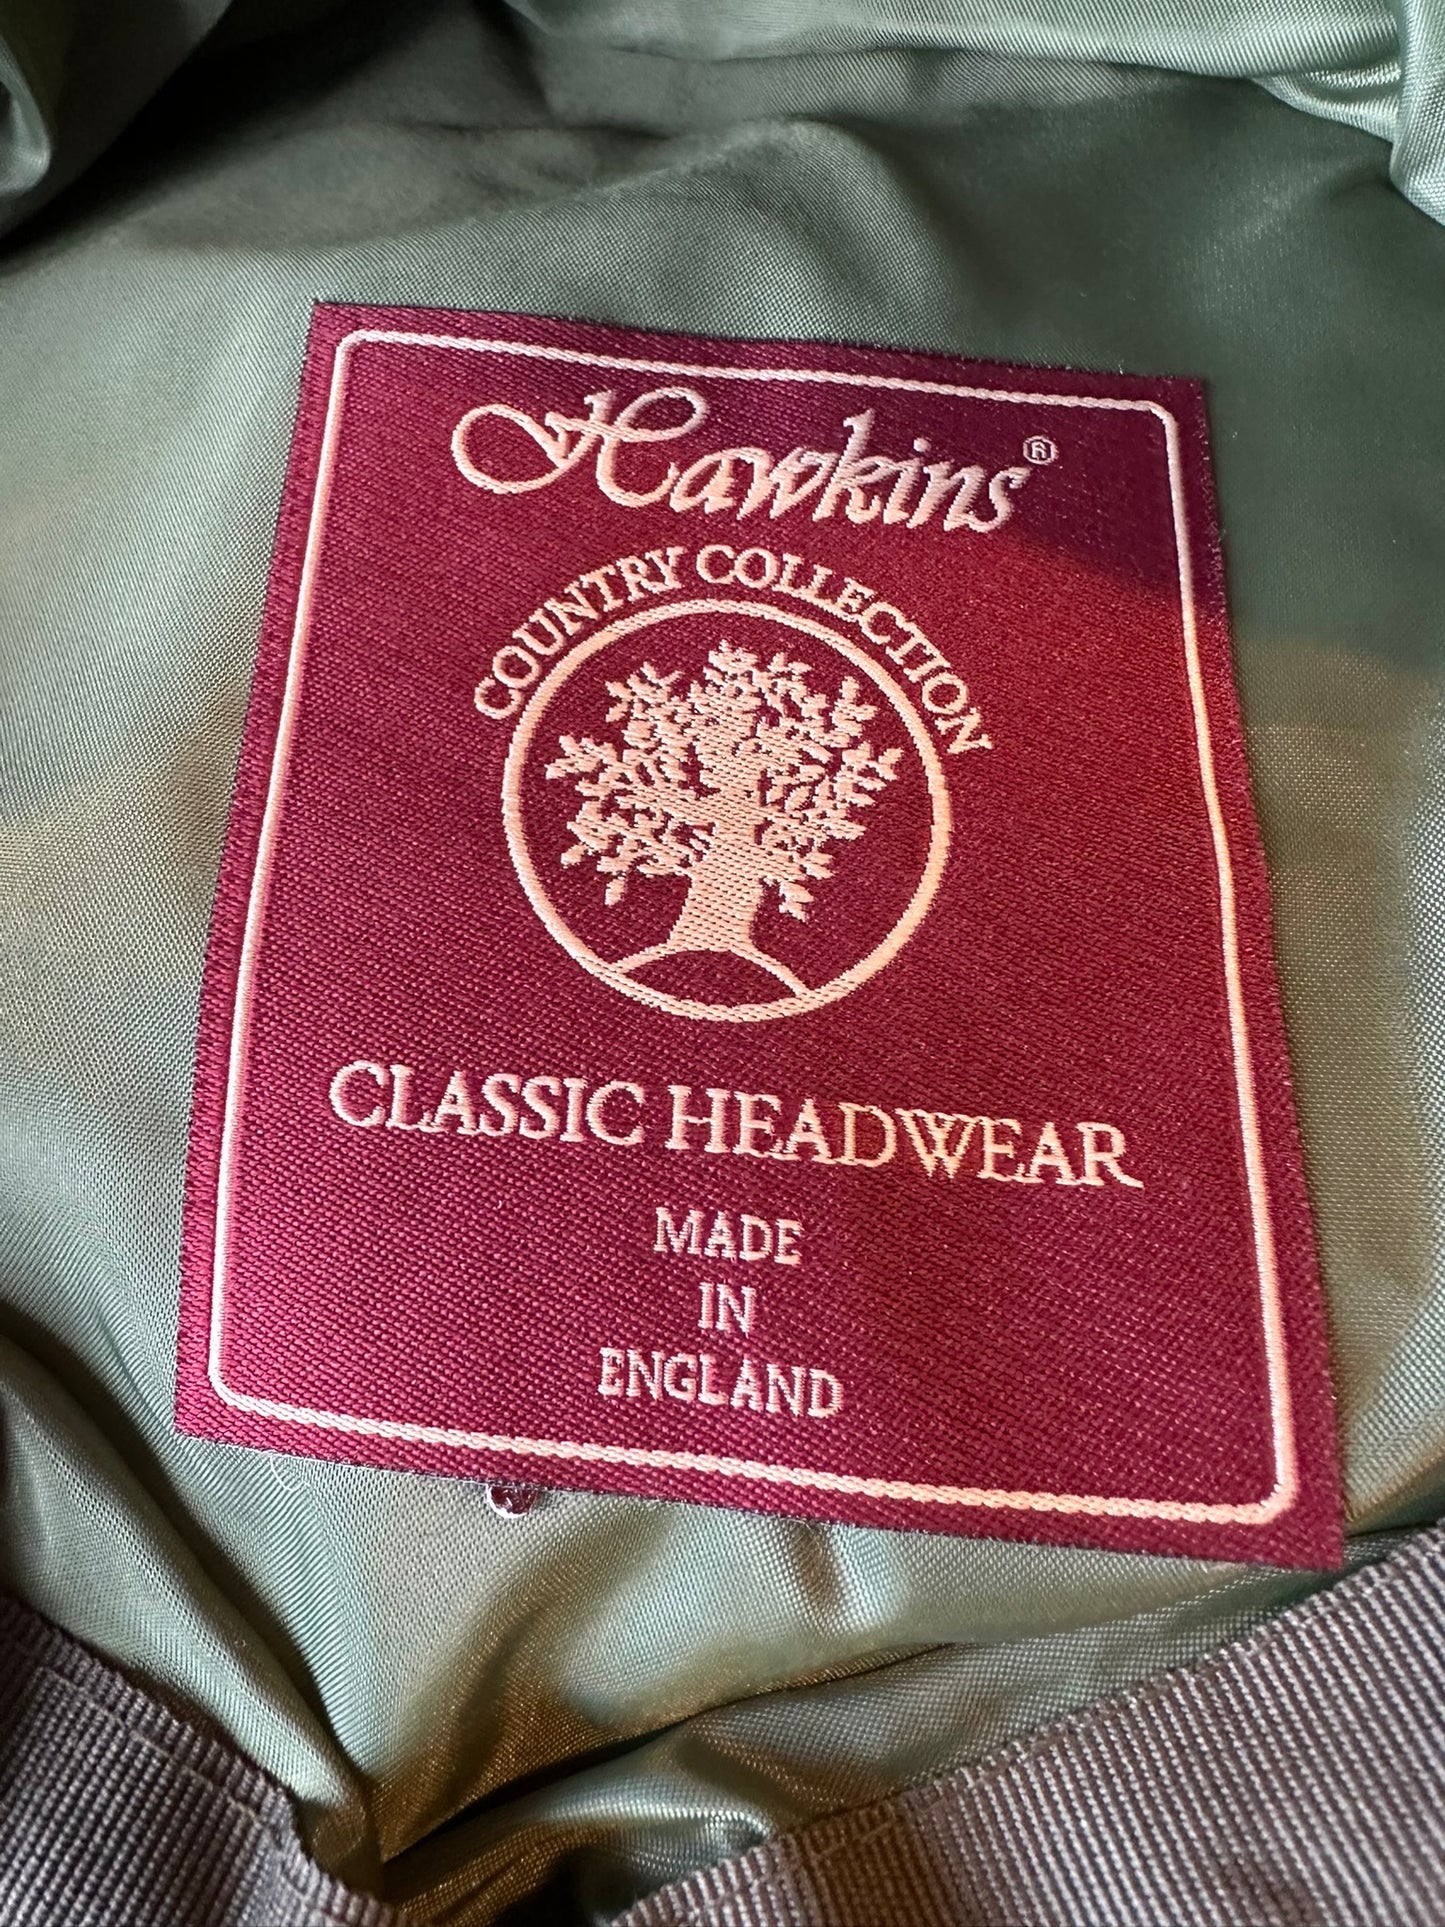 Hawkins®
COUNTRY COLLECTION
CLASSIC HEADWEAR
MADE
IN
ENGLAND